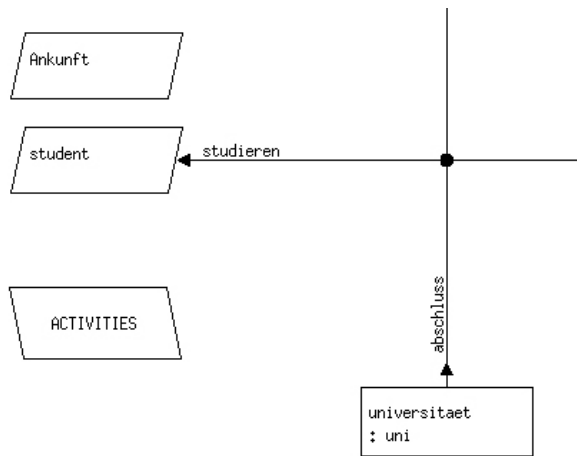 Ankunft
student
studieren
ACTIVITIES
abschluss
universitaet
: uni